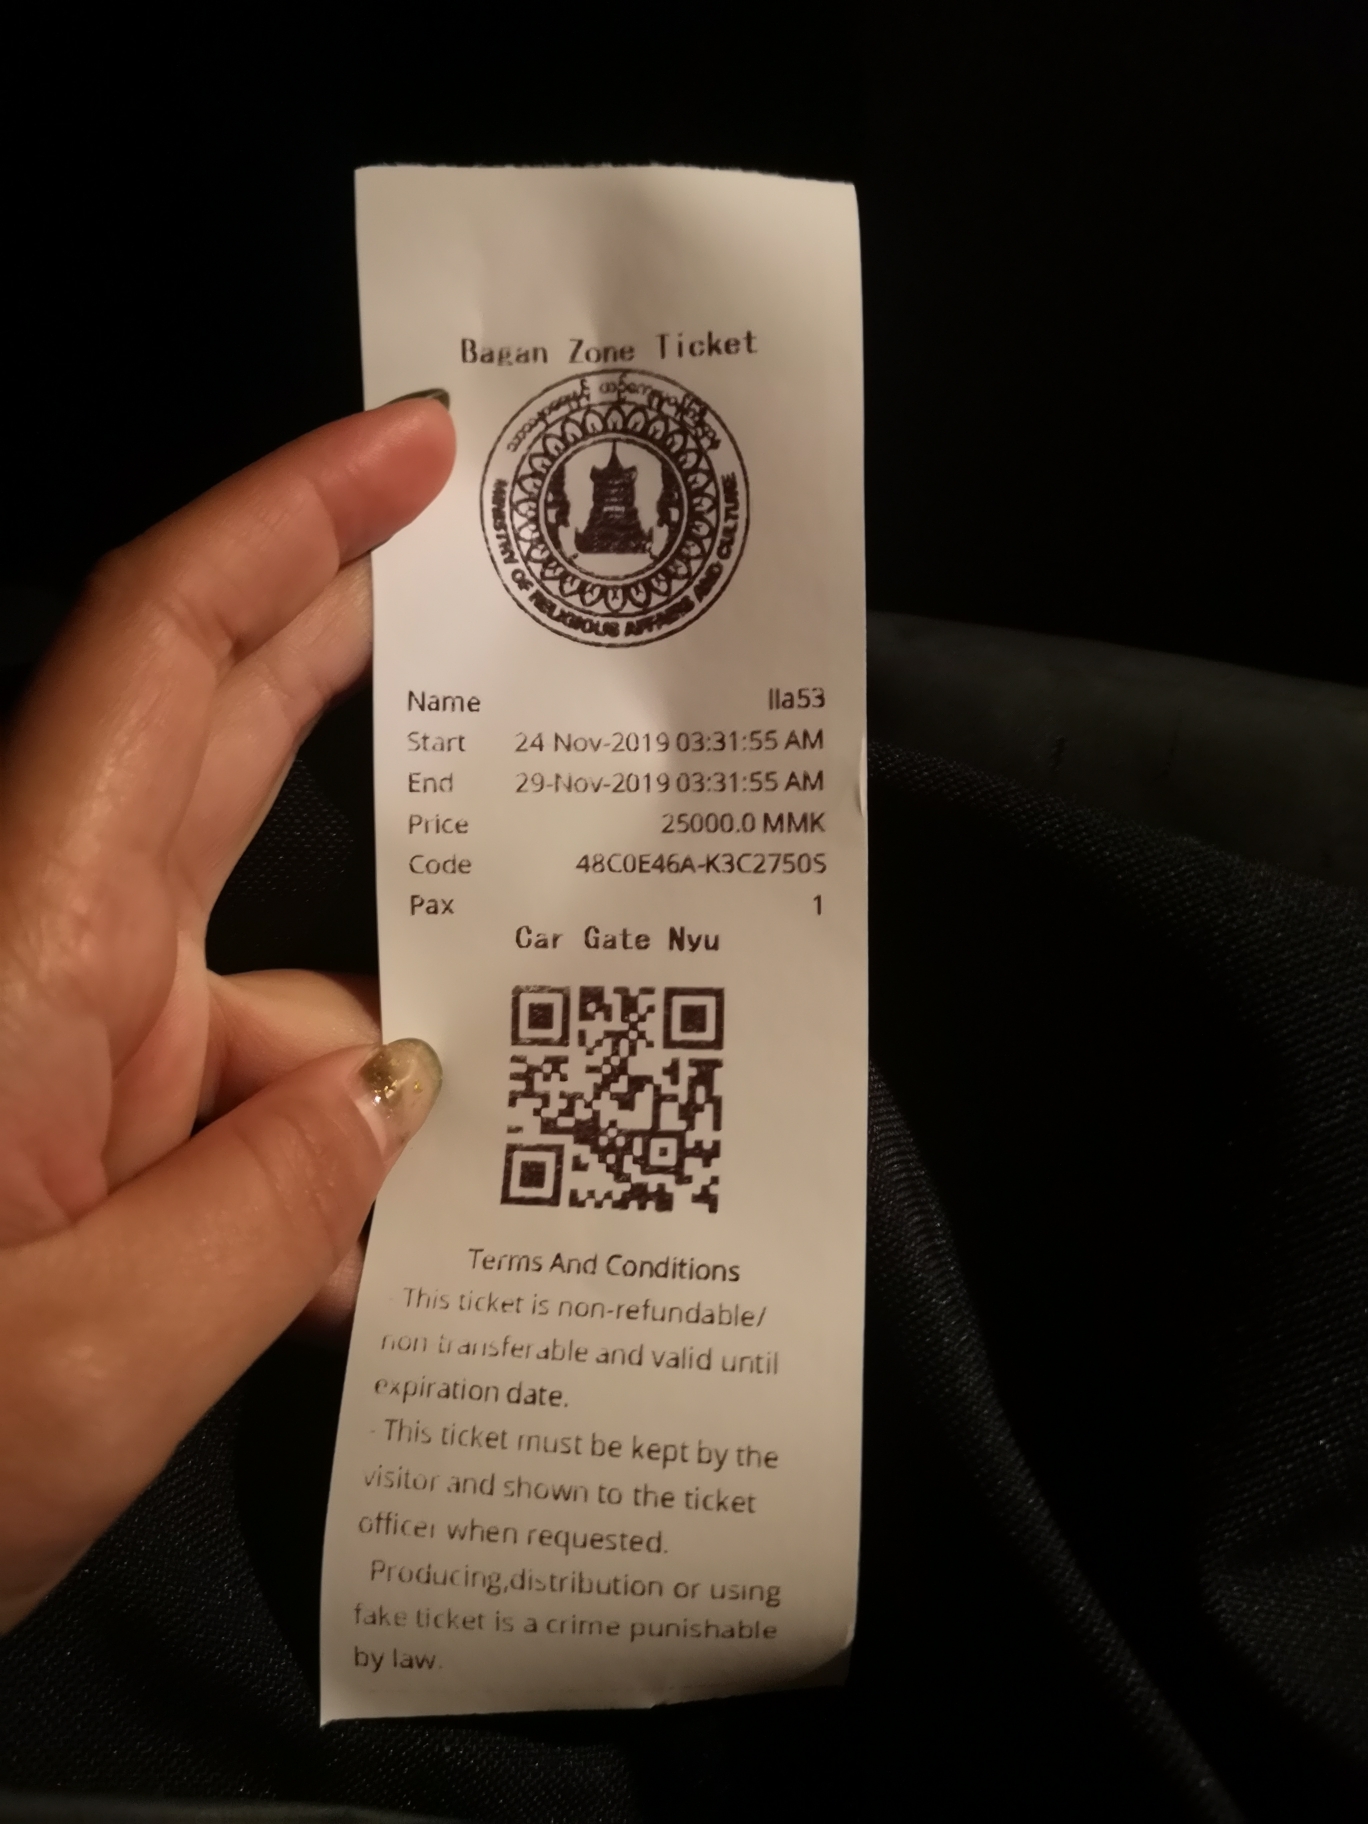 Bagan Zone Ticket
MINISTRY OF RELIGIOUS AFFAIRS AND CULTURE
Name lla53
Start 24 Nov-2019 03:31:55 AM
End 29-Nov-2019 03:31:55 AM
Price 25000.0 MMK
Code 48C0E46A-K3C2750S
Pax 1
Car Gate Nyu
Terms And Conditions
- This ticket is non-refundable/
non transferable and valid until
expiration date.
- This ticket must be kept by the
visitor and shown to the ticket
officer when requested.
Producing,distribution or using
fake ticket is a crime punishable
by law.